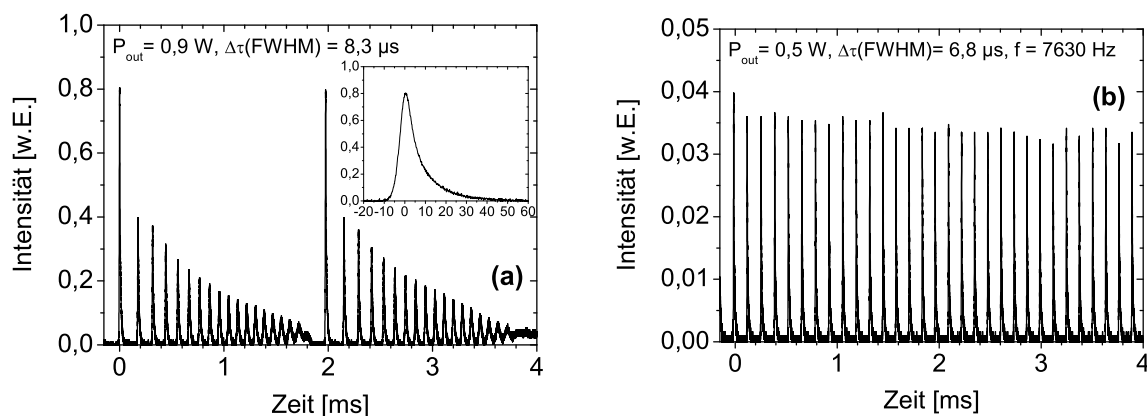 P_out= 0,9 W, Δτ(FWHM) = 8,3 µs
1,0
0,8
0,6
0,4
0,2
0,0
Intensität [w.E.]
0 1 2 3 4
Zeit [ms]
(a)
1,0
0,8
0,6
0,4
0,2
0,0
-20 -10 0 10 20 30 40 50 60
P_out= 0,5 W, Δτ(FWHM)= 6,8 µs, f = 7630 Hz
(b)
0,05
0,04
0,03
0,02
0,01
0,00
Intensität [w.E.]
0 1 2 3 4
Zeit [ms]